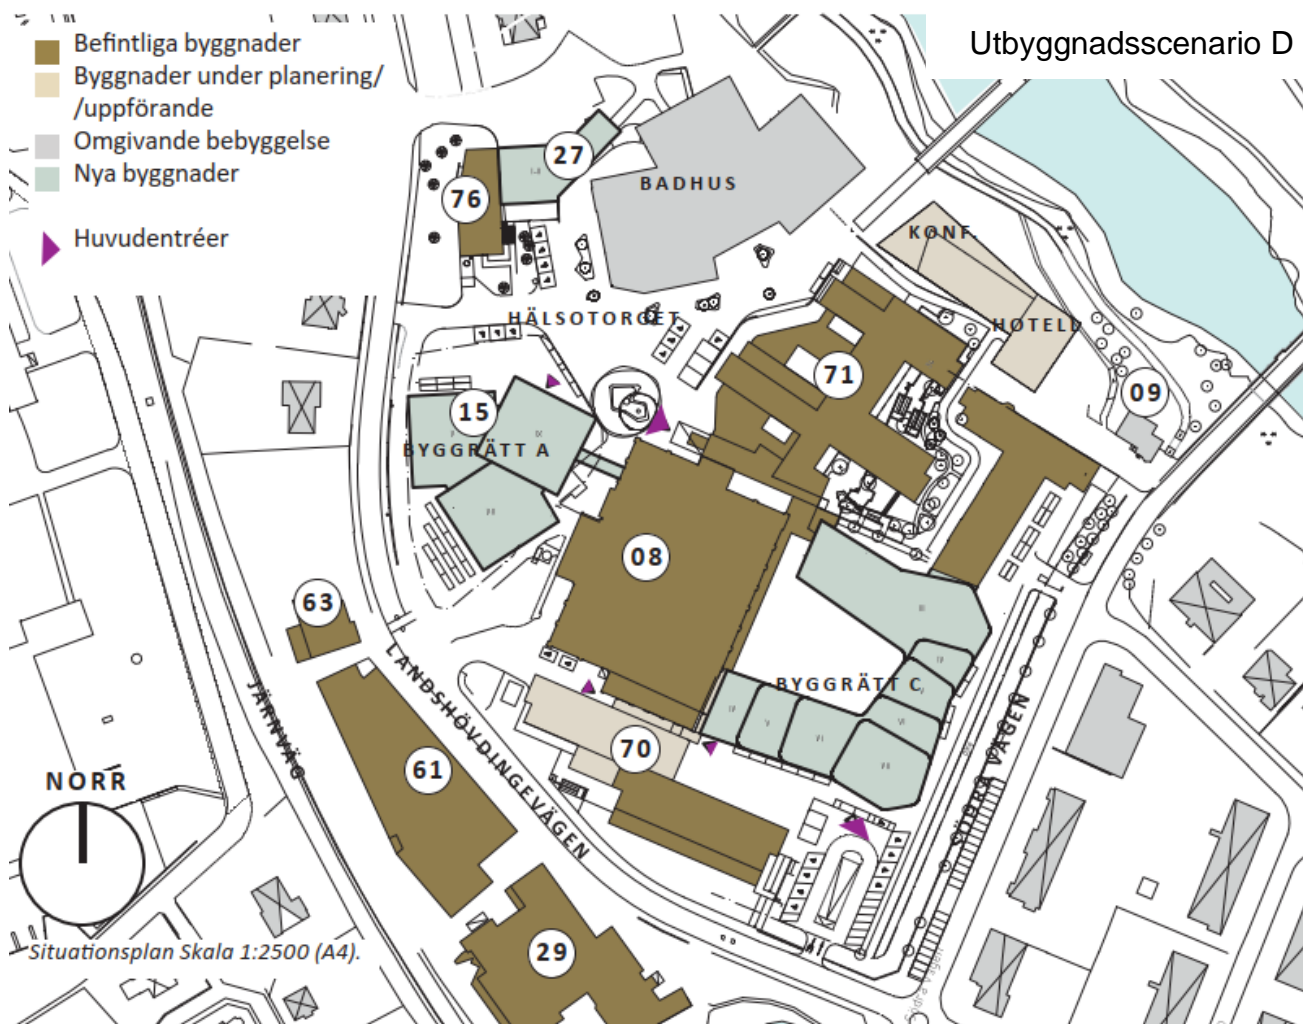 Utbyggnadsscenario D
Befintliga byggnader
Byggnader under planering/
/uppförande
Omgivande bebyggelse
Nya byggnader
Huvudentréer
27
76
BADHUS
KONF.
HÄLSOTORGET
HOTELL
71
09
15
BYGGRÄTT A
08
63
LANDSHÖVDINGEVÄGEN
JÄRNVÄG
BYGGRÄTT C
SÖDRA VÄGEN
70
61
NORR
29
Situationsplan Skala 1:2500 (A4).
Södra Vägen